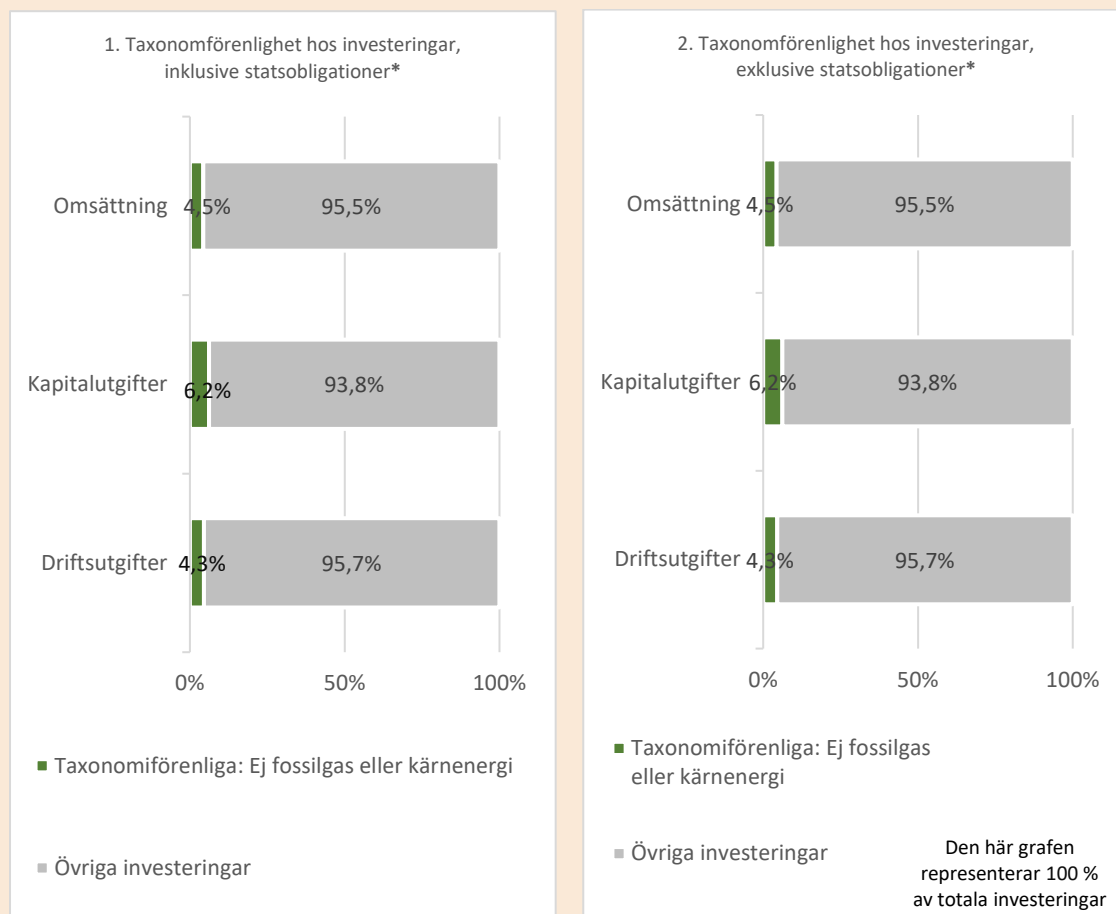 1. Taxonomförenlighet hos investeringar,
inklusive statsobligationer*
Omsättning 4,5% 95,5%
Kapitalutgifter 6,2% 93,8%
Driftsutgifter 4,3% 95,7%
0% 50% 100%
Taxonomiförenliga: Ej fossilgas eller kärnenergi
Övriga investeringar
2. Taxonomförenlighet hos investeringar,
exklusive statsobligationer*
Omsättning 4,5% 95,5%
Kapitalutgifter 6,2% 93,8%
Driftsutgifter 4,3% 95,7%
0% 50% 100%
Taxonomiförenliga: Ej fossilgas
eller kärnenergi
Övriga investeringar
Den här grafen
representerar 100 %
av totala investeringar